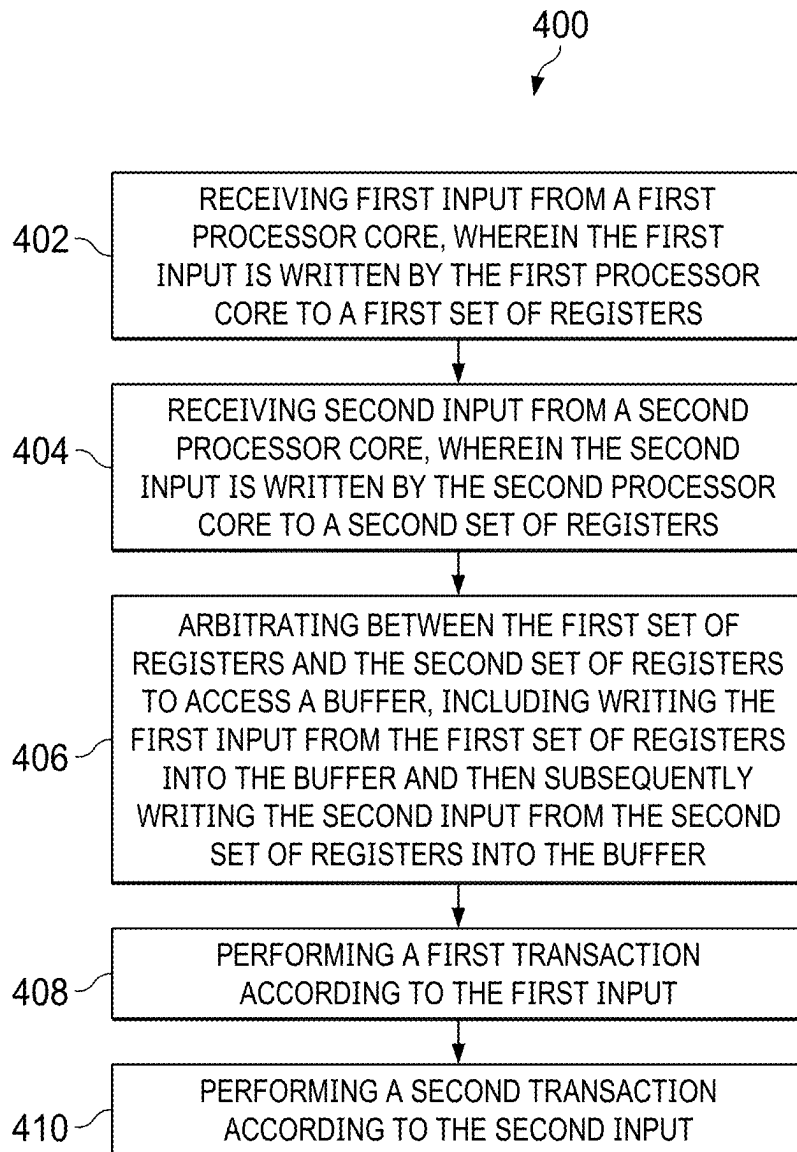 400
402
RECEIVING FIRST INPUT FROM A FIRST
PROCESSOR CORE, WHEREIN THE FIRST
INPUT IS WRITTEN BY THE FIRST PROCESSOR
CORE TO A FIRST SET OF REGISTERS
404
RECEIVING SECOND INPUT FROM A SECOND
PROCESSOR CORE, WHEREIN THE SECOND
INPUT IS WRITTEN BY THE SECOND PROCESSOR
CORE TO A SECOND SET OF REGISTERS
406
ARBITRATING BETWEEN THE FIRST SET OF
REGISTERS AND THE SECOND SET OF REGISTERS
TO ACCESS A BUFFER, INCLUDING WRITING THE
FIRST INPUT FROM THE FIRST SET OF REGISTERS
INTO THE BUFFER AND THEN SUBSEQUENTLY
WRITING THE SECOND INPUT FROM THE SECOND
SET OF REGISTERS INTO THE BUFFER
408
PERFORMING A FIRST TRANSACTION
ACCORDING TO THE FIRST INPUT
410
PERFORMING A SECOND TRANSACTION
ACCORDING TO THE SECOND INPUT